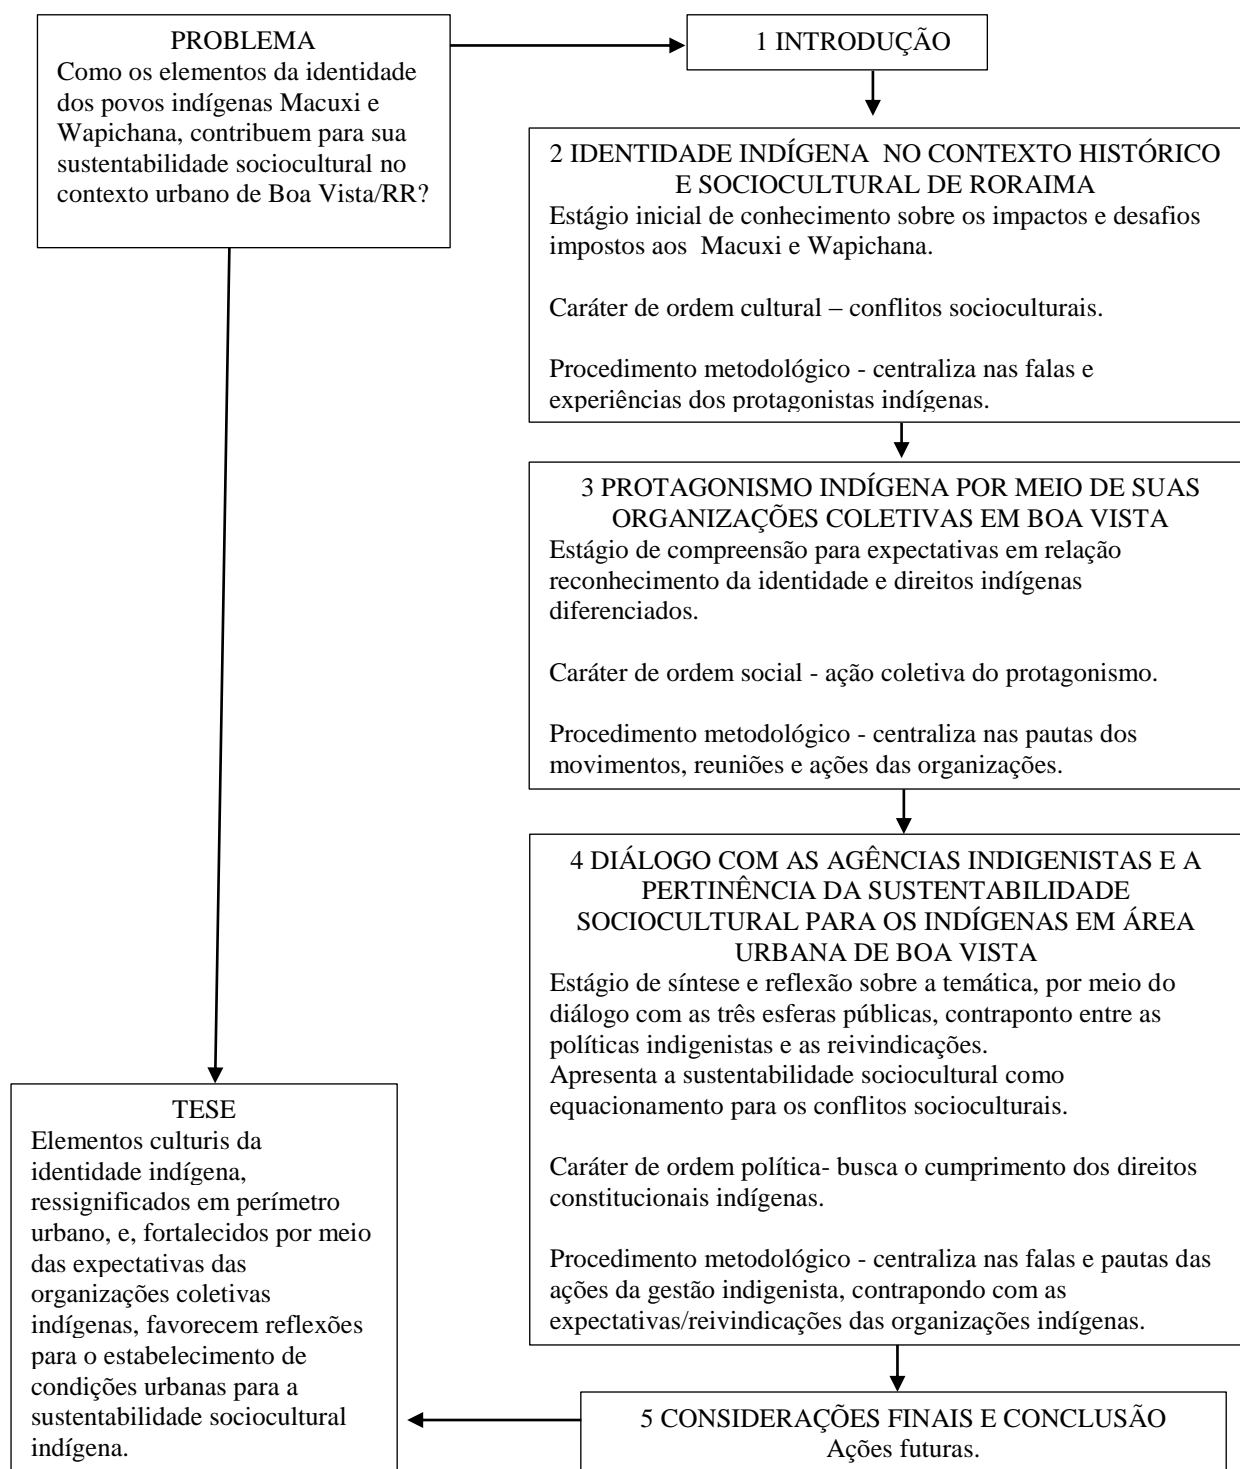 PROBLEMA
Como os elementos da identidade
dos povos indígenas Macuxi e
Wapichana, contribuem para sua
sustentabilidade sociocultural no
contexto urbano de Boa Vista/RR?
1 INTRODUÇÃO
2 IDENTIDADE INDÍGENA NO CONTEXTO HISTÓRICO
E SOCIOCULTURAL DE RORAIMA
Estágio inicial de conhecimento sobre os impactos e desafios
impostos aos Macuxi e Wapichana.
Caráter de ordem cultural – conflitos socioculturais.
Procedimento metodológico - centraliza nas falas e
experiências dos protagonistas indígenas.
3 PROTAGONISMO INDÍGENA POR MEIO DE SUAS
ORGANIZAÇÕES COLETIVAS EM BOA VISTA
Estágio de compreensão para expectativas em relação
reconhecimento da identidade e direitos indígenas
diferenciados.
Caráter de ordem social - ação coletiva do protagonismo.
Procedimento metodológico - centraliza nas pautas dos
movimentos, reuniões e ações das organizações.
4 DIÁLOGO COM AS AGÊNCIAS INDIGENISTAS E A
PERTINÊNCIA DA SUSTENTABILIDADE
SOCIOCULTURAL PARA OS INDÍGENAS EM ÁREA
URBANA DE BOA VISTA
Estágio de síntese e reflexão sobre a temática, por meio do
diálogo com as três esferas públicas, contraponto entre as
políticas indigenistas e as reivindicações.
Apresenta a sustentabilidade sociocultural como
equacionamento para os conflitos socioculturais.
Caráter de ordem política- busca o cumprimento dos direitos
constitucionais indígenas.
Procedimento metodológico - centraliza nas falas e pautas das
ações da gestão indigenista, contrapondo com as
expectativas/reivindicações das organizações indígenas.
5 CONSIDERAÇÕES FINAIS E CONCLUSÃO
Ações futuras.
TESE
Elementos culturis da
identidade indígena,
ressignificados em perímetro
urbano, e, fortalecidos por meio
das expectativas das
organizações coletivas
indígenas, favorecem reflexões
para o estabelecimento de
condições urbanas para a
sustentabilidade sociocultural
indígena.